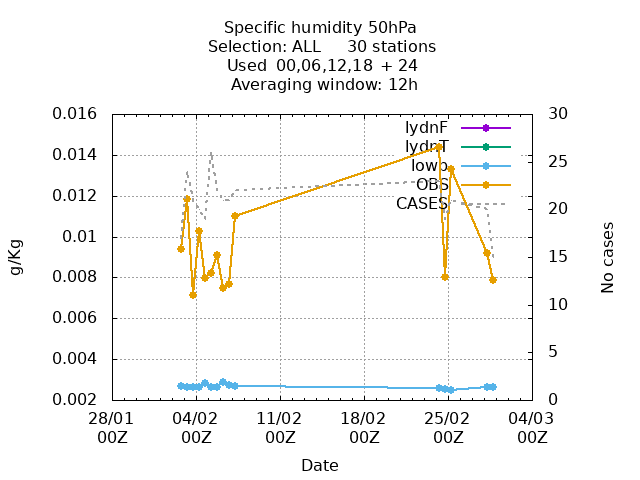 Specific humidity 50hPa
Selection: ALL 30 stations
Used 00,06,12,18 + 24
Averaging window: 12h
g/Kg
0.016
0.014
0.012
0.01
0.008
0.006
0.004
0.002
lydnF
lydnT
lowp
OBS
CASES
30
25
20
15
10
5
0
No cases
28/01 04/02 11/02 18/02 25/02 04/03
00Z 00Z 00Z 00Z 00Z 00Z
Date